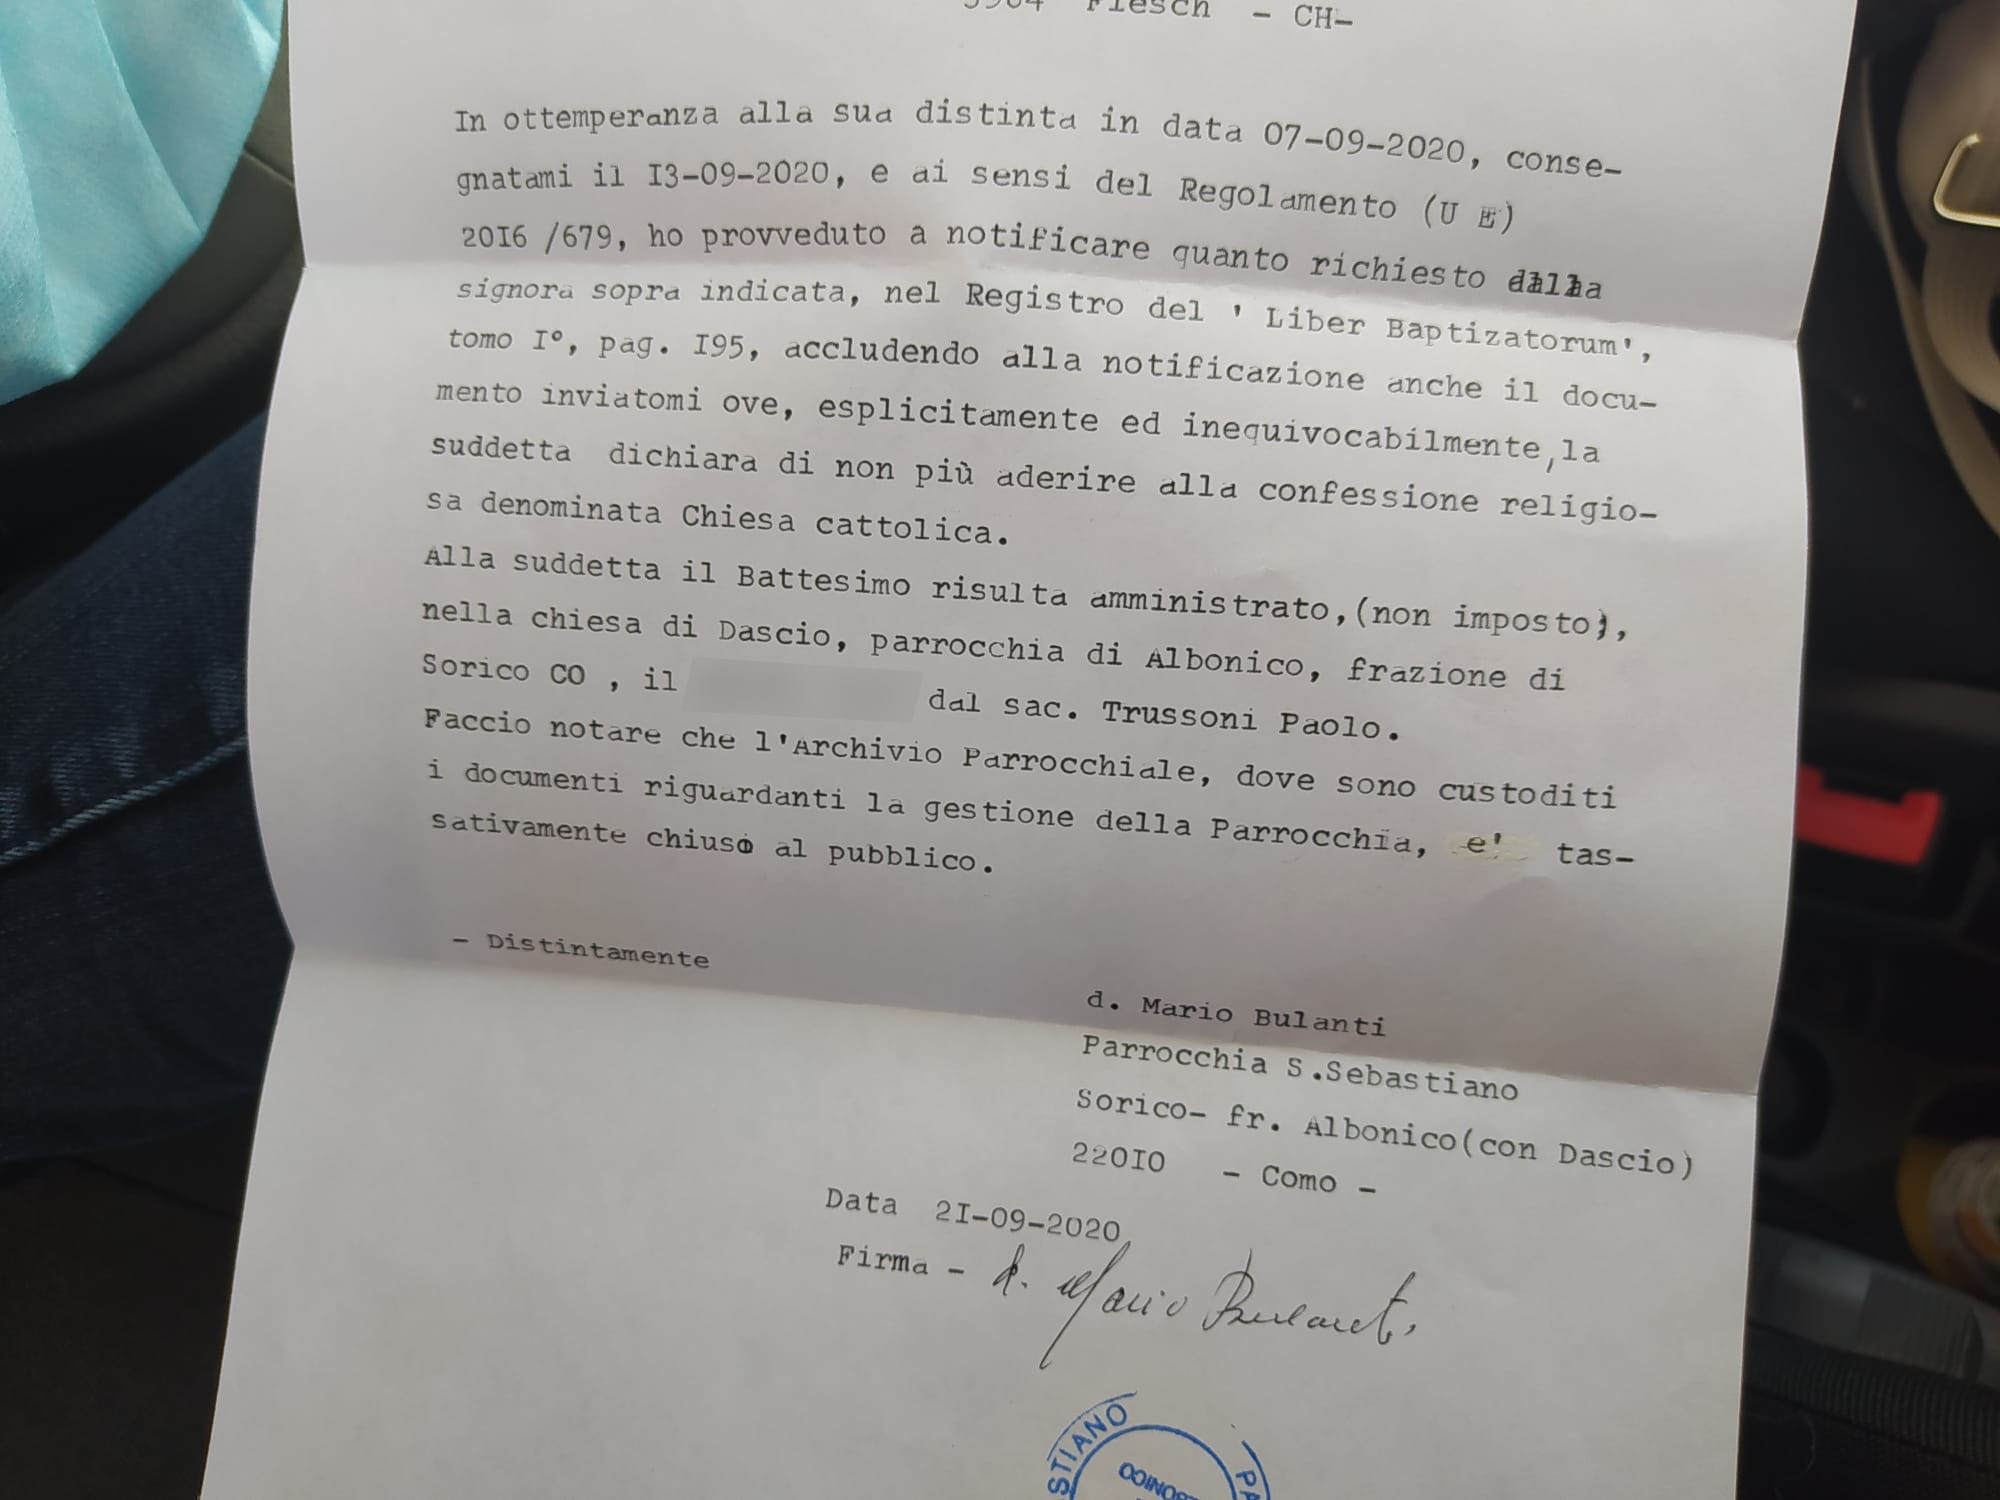 Fiesch - CH-
In ottemperanza alla sua distinta in data 07-09-2020, conse-
gnatami il I3-09-2020, e ai sensi del Regolamento (U E)
20I6 /679, ho provveduto a notificare quanto richiesto dalla
signora sopra indicata, nel Registro del ' Liber Baptizatorum',
tomo I°, pag. I95, accludendo alla notificazione anche il docu-
mento inviatomi ove, esplicitamente ed inequivocabilmente,la
suddetta dichiara di non più aderire alla confessione religio-
sa denominata Chiesa cattolica.
Alla suddetta il Battesimo risulta amministrato,(non imposto),
nella chiesa di Dascio, parrocchia di Albonico, frazione di
Sorico CO , il dal sac. Trussoni Paolo.
Faccio notare che l'Archivio Parrocchiale, dove sono custoditi
i documenti riguardanti la gestione della Parrocchia, e' tas-
sativamente chiuso al pubblico.
- Distintamente
d. Mario Bulanti
Parrocchia S.Sebastiano
Sorico- fr. Albonico(con Dascio)
220I0 - Como -
Data 2I-09-2020
Firma - d. Mario Bulanti